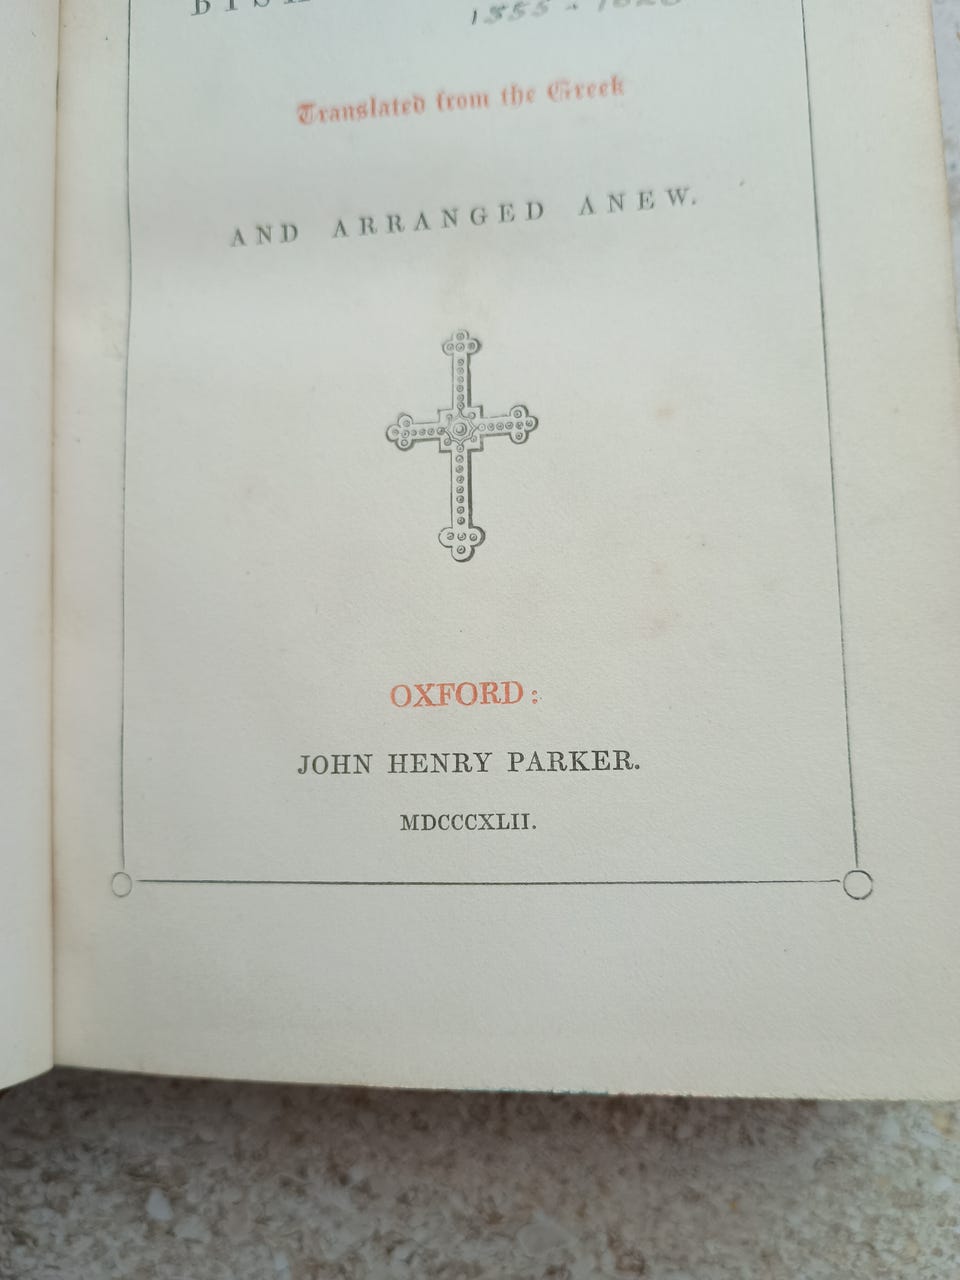 Translated from the Greek
AND ARRANGED ANEW.
OXFORD:
JOHN HENRY PARKER.
MDCCCXLII.